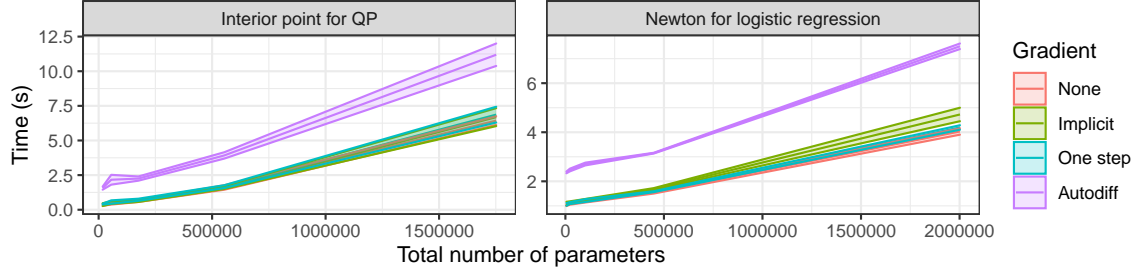 Interior point for QP
Newton for logistic regression
Time (s)
12.5
10.0
7.5
5.0
2.5
0.0
6
4
2
0
500000
1000000
1500000
0
500000
1000000
1500000
2000000
Total number of parameters
Gradient
None
Implicit
One step
Autodiff